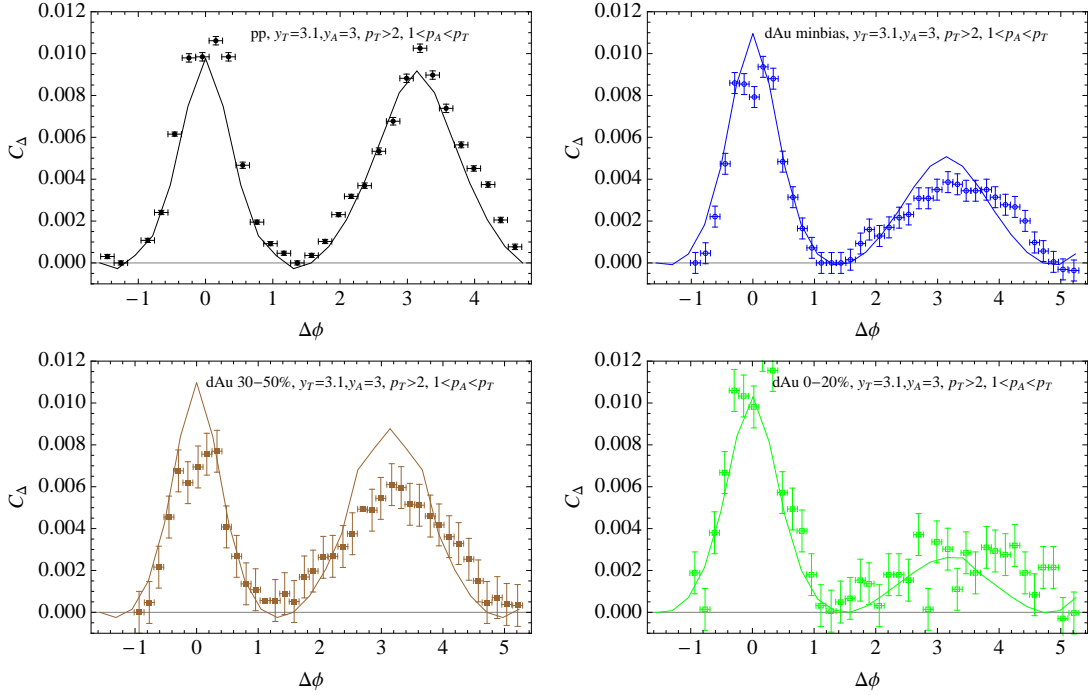 pp, y_T=3.1,y_A=3, p_T>2, 1<p_A<p_T
C_Δ
0.012
0.010
0.008
0.006
0.004
0.002
0.000
−1 0 1 2 3 4
Δϕ
dAu minbias, y_T=3.1,y_A=3, p_T>2, 1<p_A<p_T
C_Δ
0.012
0.010
0.008
0.006
0.004
0.002
0.000
−1 0 1 2 3 4 5
Δϕ
dAu 30−50%, y_T=3.1,y_A=3, p_T>2, 1<p_A<p_T
C_Δ
0.012
0.010
0.008
0.006
0.004
0.002
0.000
−1 0 1 2 3 4 5
Δϕ
dAu 0−20%, y_T=3.1,y_A=3, p_T>2, 1<p_A<p_T
C_Δ
0.012
0.010
0.008
0.006
0.004
0.002
0.000
−1 0 1 2 3 4 5
Δϕ